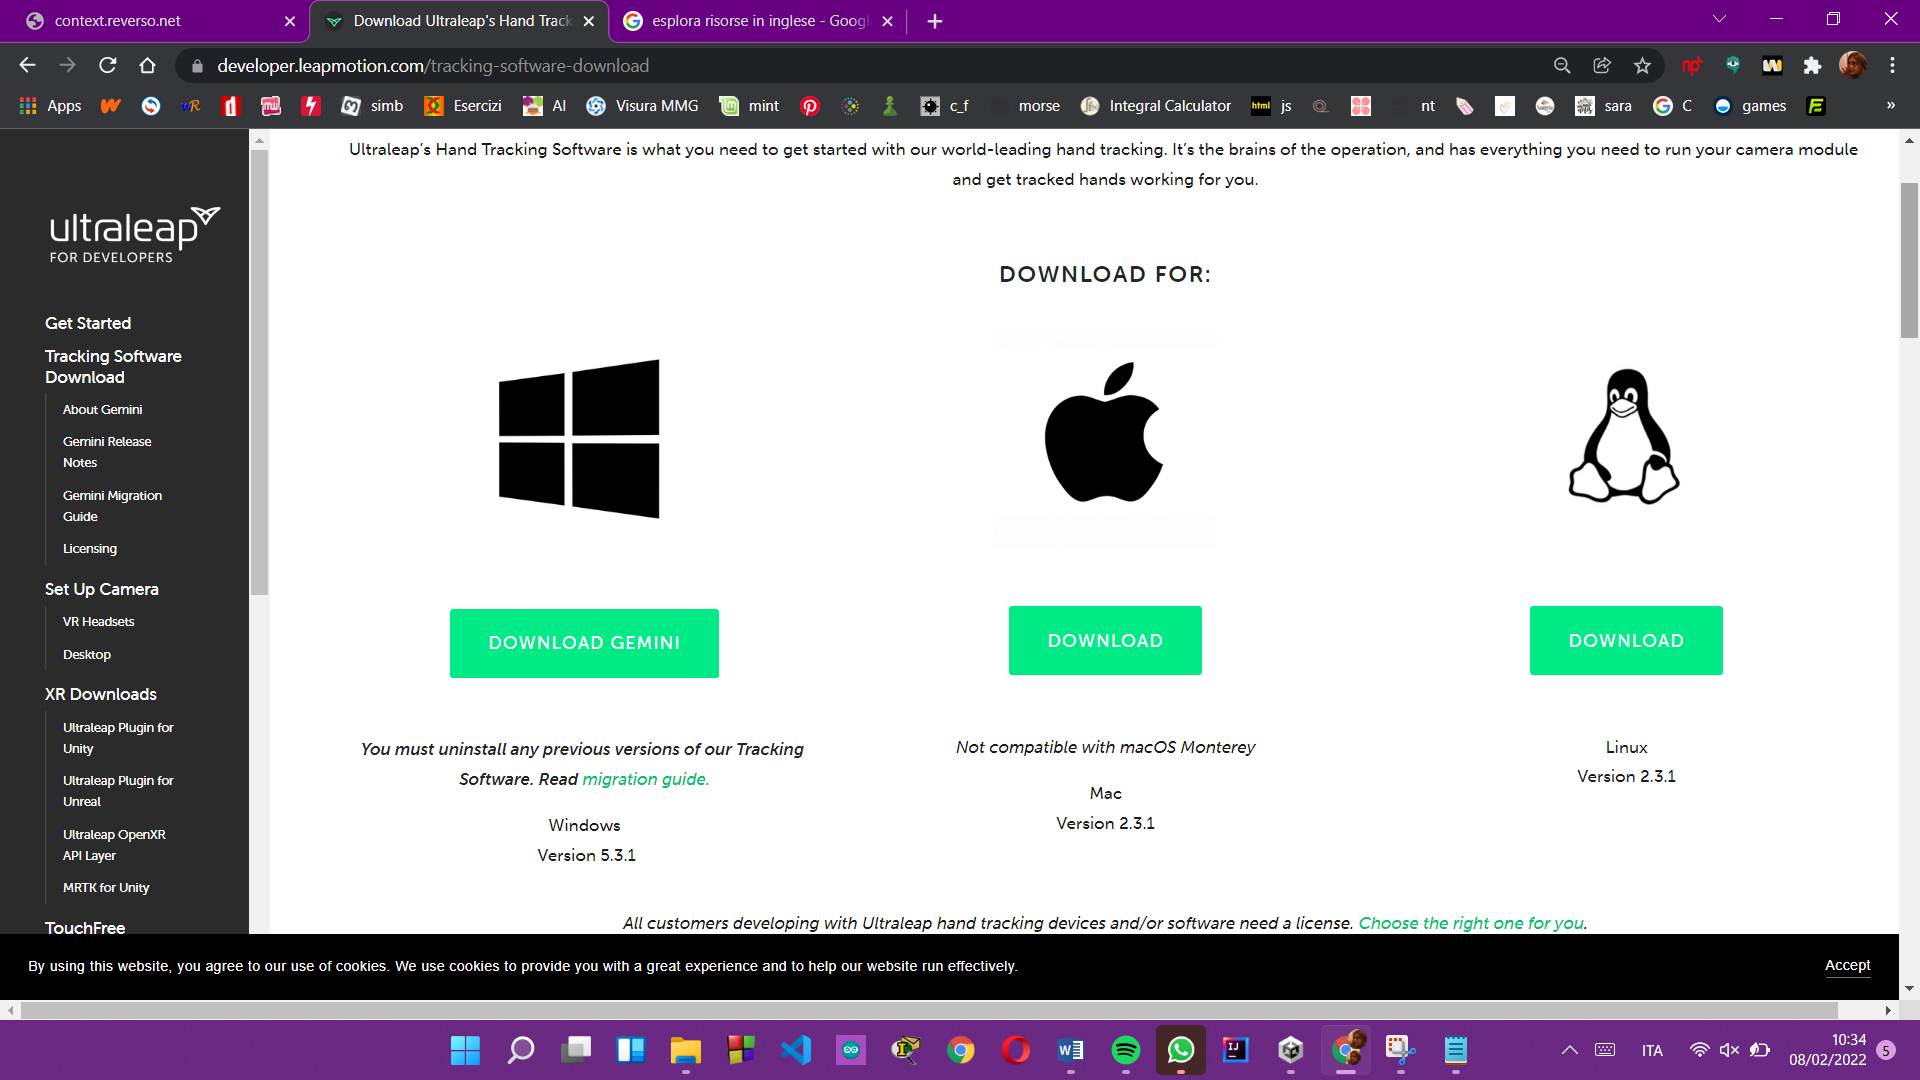 context.reverso.net
Download Ultraleap's Hand Track
esplora risorse in inglese - Goog
developer.leapmotion.com/tracking-software-download
Apps
simb
Esercizi
AI
Visura MMG
mint
c_f
morse
Integral Calculator
html
js
nt
sara
C
games
ultraleap
FOR DEVELOPERS
Get Started
Tracking Software
Download
About Gemini
Gemini Release
Notes
Gemini Migration
Guide
Licensing
Set Up Camera
VR Headsets
Desktop
XR Downloads
Ultraleap Plugin for
Unity
Ultraleap Plugin for
Unreal
Ultraleap OpenXR
API Layer
MRTK for Unity
TouchFree
Ultraleap’s Hand Tracking Software is what you need to get started with our world-leading hand tracking. It’s the brains of the operation, and has everything you need to run your camera module
and get tracked hands working for you.
DOWNLOAD FOR:
DOWNLOAD GEMINI
DOWNLOAD
DOWNLOAD
You must uninstall any previous versions of our Tracking
Software. Read migration guide.
Windows
Version 5.3.1
Not compatible with macOS Monterey
Mac
Version 2.3.1
Linux
Version 2.3.1
All customers developing with Ultraleap hand tracking devices and/or software need a license. Choose the right one for you.
By using this website, you agree to our use of cookies. We use cookies to provide you with a great experience and to help our website run effectively.
Accept
ITA
10:34
08/02/2022
5